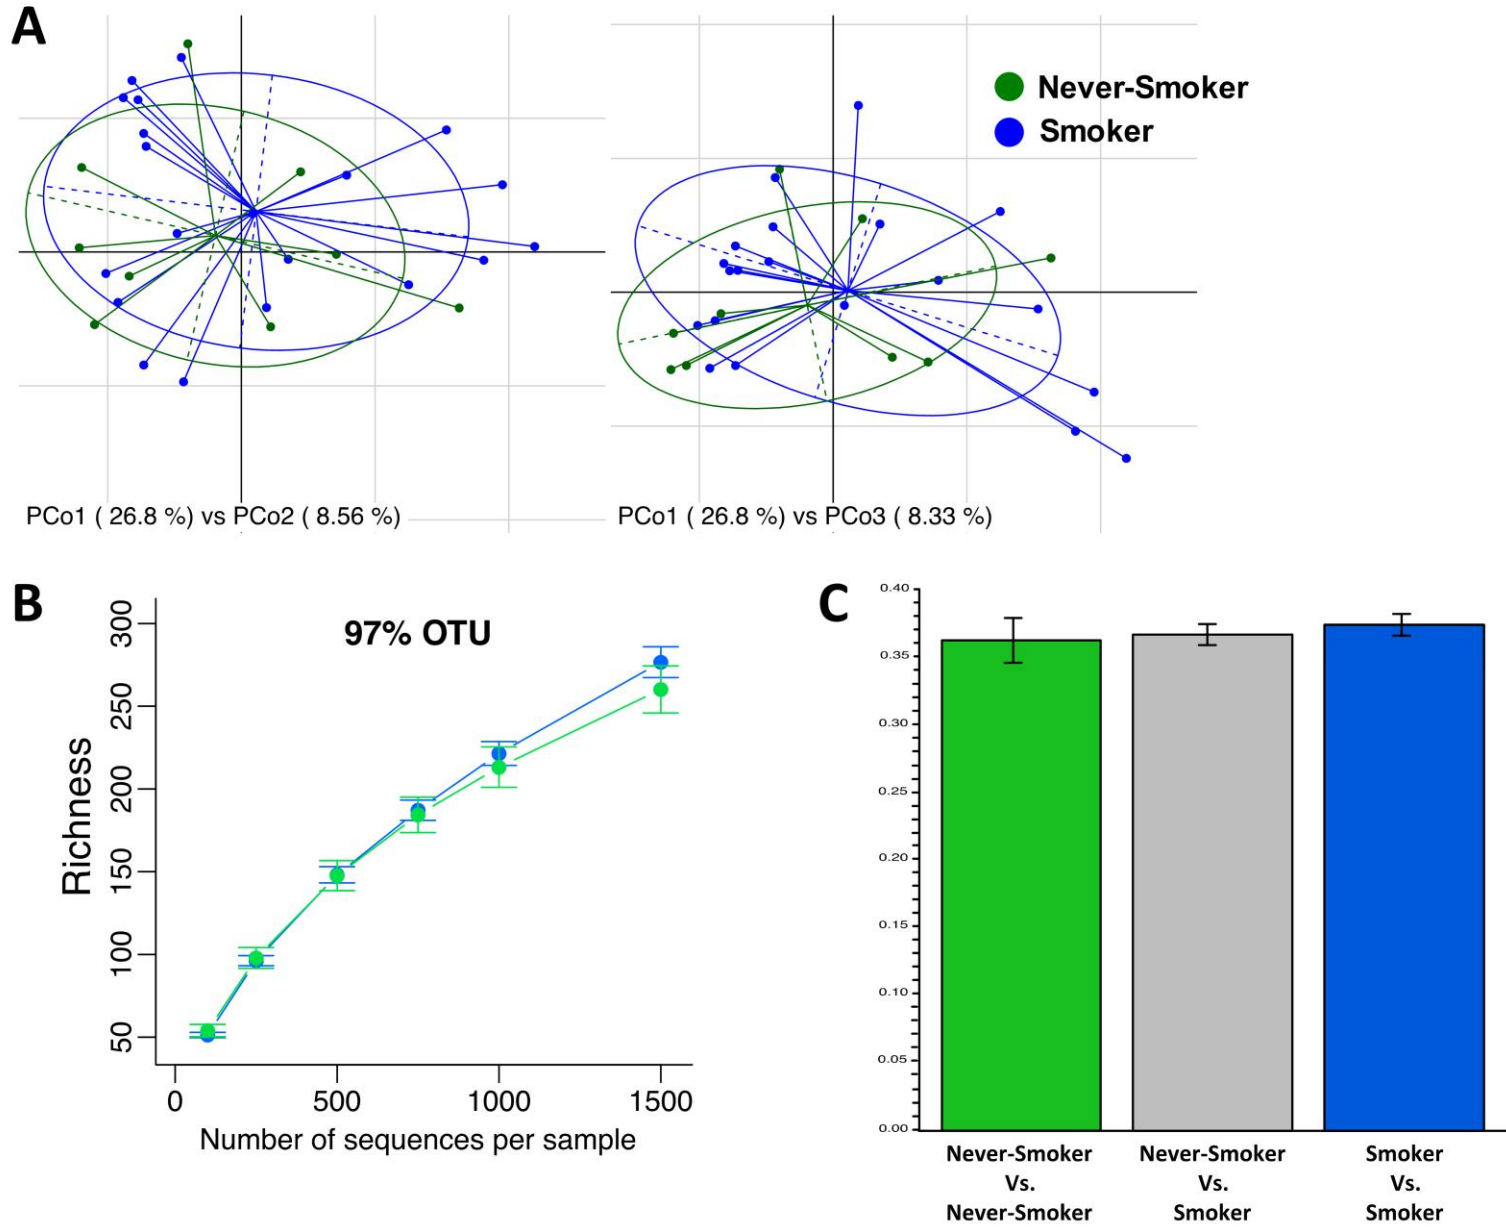 A
Never-Smoker
Smoker
PCo1 ( 26.8 %) vs PCo2 ( 8.56 %)
PCo1 ( 26.8 %) vs PCo3 ( 8.33 %)
B
97% OTU
Richness
300
250
200
150
100
50
0
500
1000
1500
Number of sequences per sample
C
0.40
0.35
0.30
0.25
0.20
0.15
0.10
0.05
0.00
Never-Smoker
Vs.
Never-Smoker
Never-Smoker
Vs.
Smoker
Smoker
Vs.
Smoker